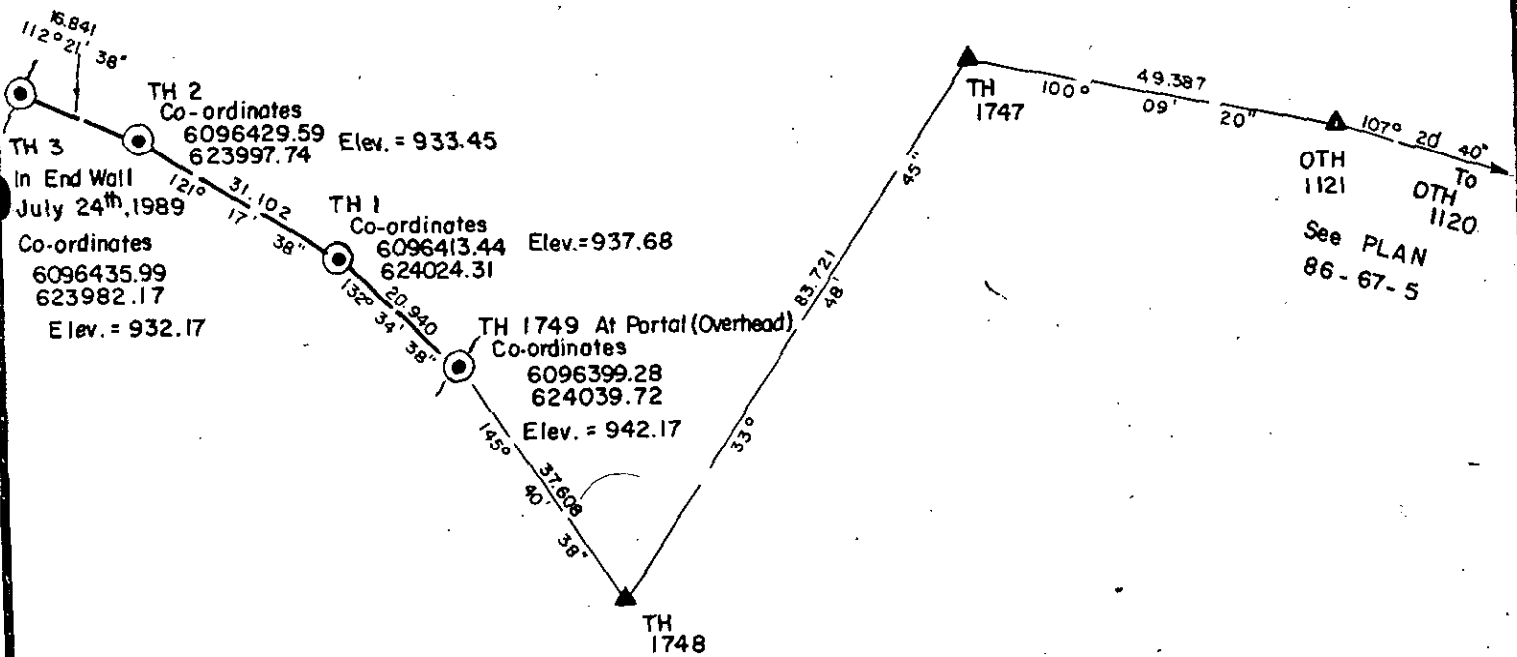 16.841
112° 21' 38"
TH 3
In End Wall
July 24th, 1989
Co-ordinates
6096435.99
623982.17
Elev. = 932.17
TH 2
Co-ordinates
6096429.59
623997.74
Elev. = 933.45
31.102
121° 17' 38"
TH 1
Co-ordinates
6096413.44
624024.31
Elev. = 937.68
20.940
132° 34' 38"
TH 1749 At Portal (Overhead)
Co-ordinates
6096399.28
624039.72
Elev. = 942.17
37.608
145° 40' 38"
TH
1748
83.721
33° 48' 45"
TH
1747
49.387
100° 09' 20"
OTH
1121
107° 20' 40"
To
OTH
1120
See PLAN
86-67-5